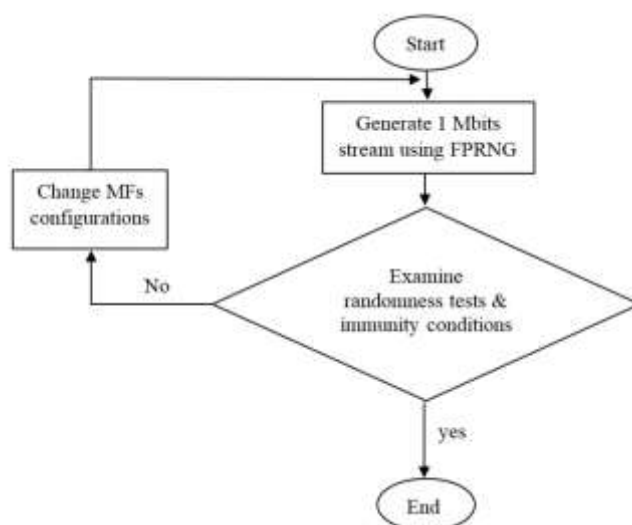 Start
Generate 1 Mbits
stream using FPRNG
Change MFs
configurations
Examine
randomness tests &
immunity conditions
No
yes
End